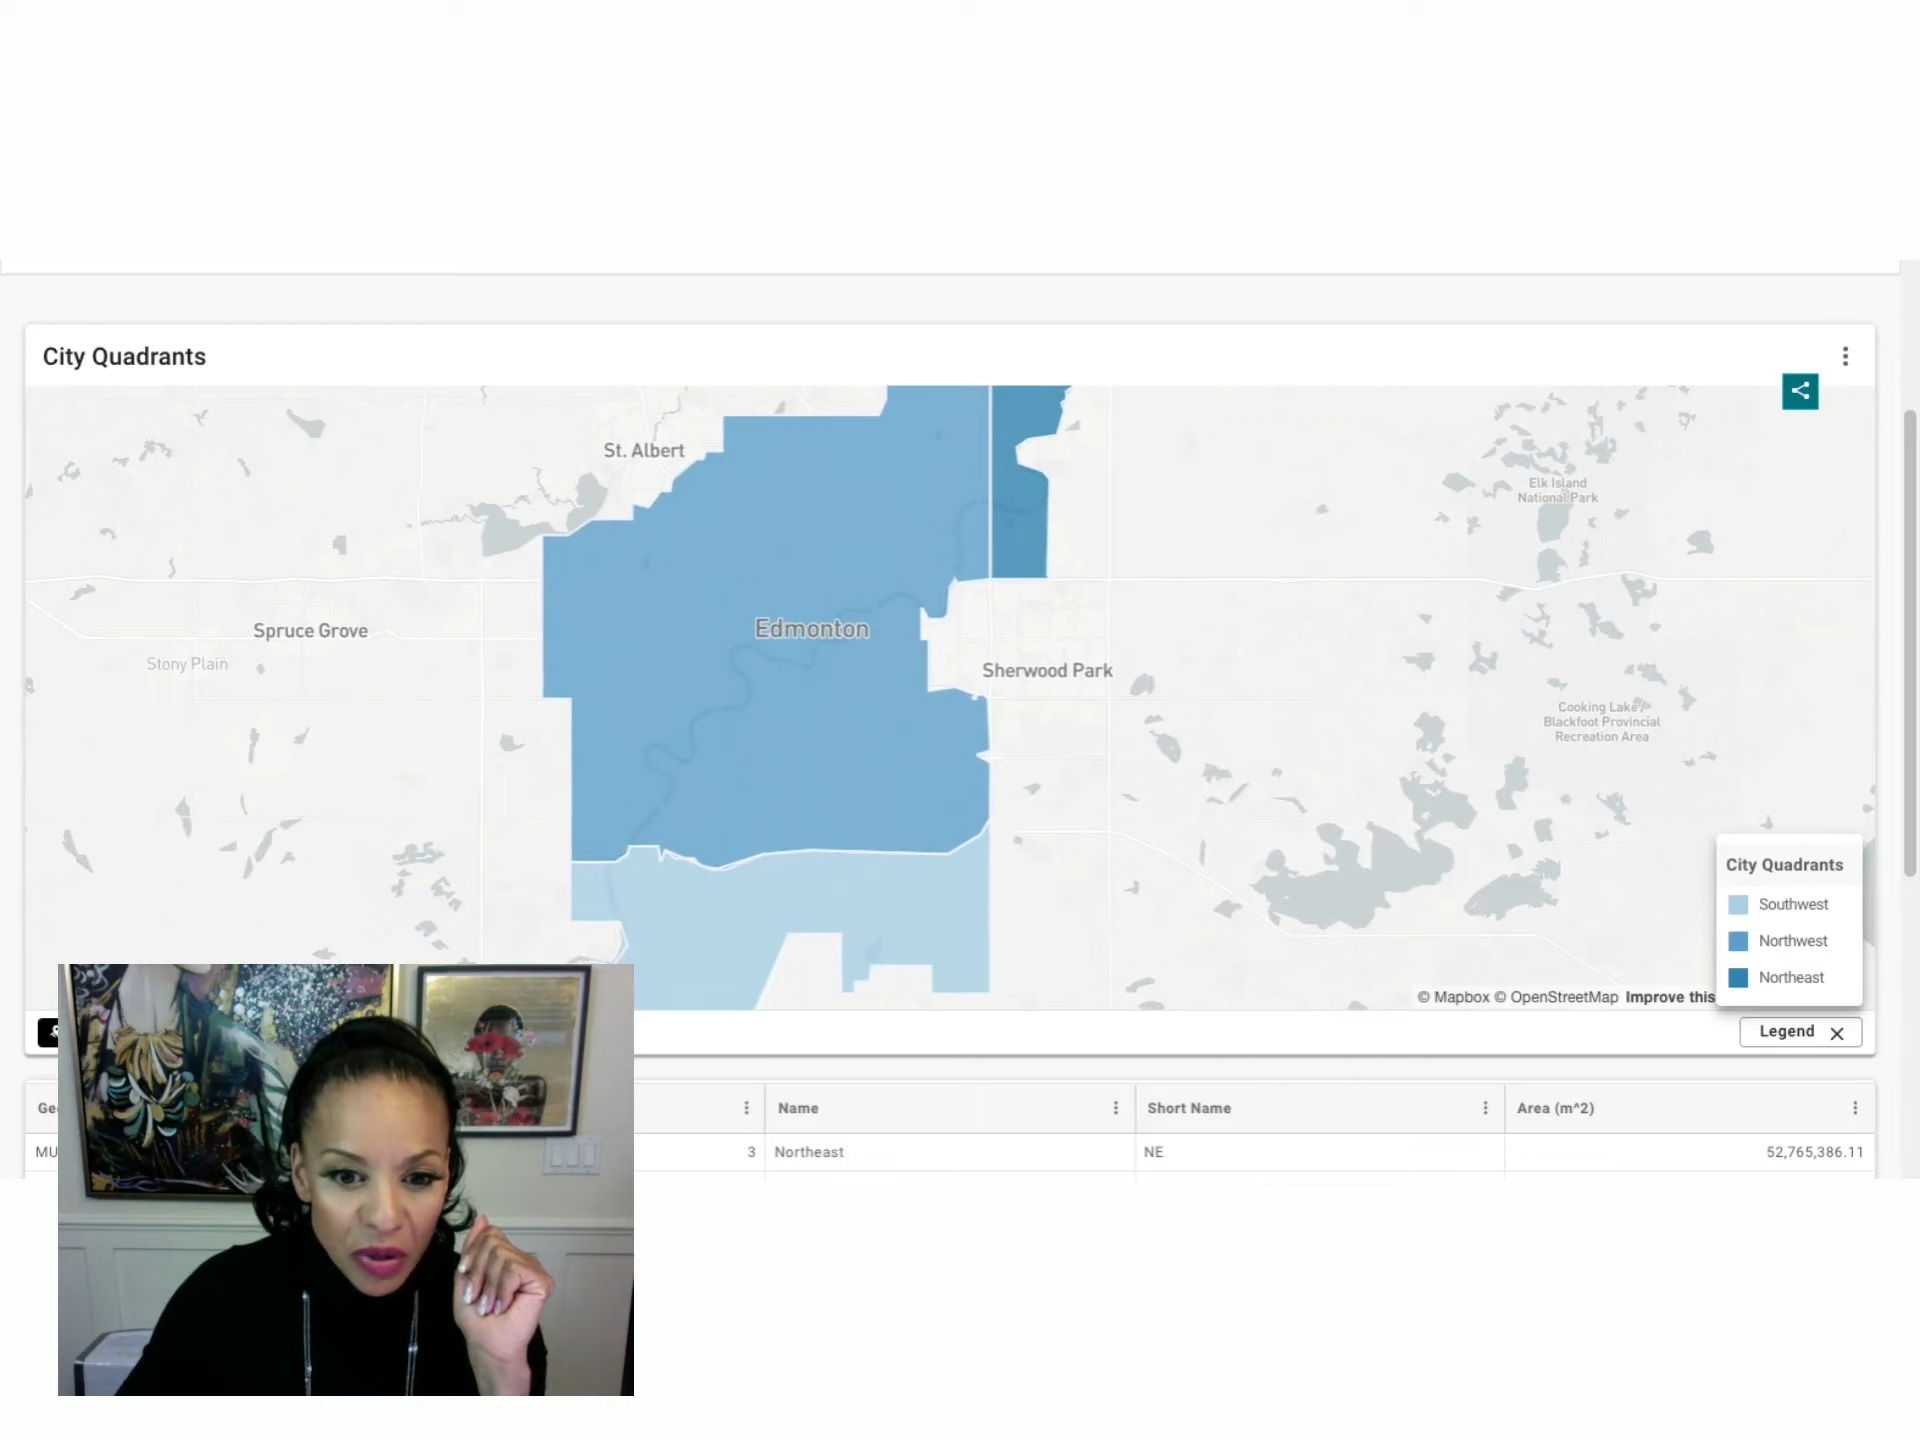 City Quadrants
St. Albert
Elk Island
National Park
Edmonton
Spruce Grove
Stony Plain
Sherwood Park
Cooking Lake /
Blackfoot Provincial
Recreation Area
City Quadrants
Southwest
Northwest
Northeast
© Mapbox © OpenStreetMap Improve this
Legend
Name Short Name Area (m^2)
3 Northeast NE 52,765,386.11